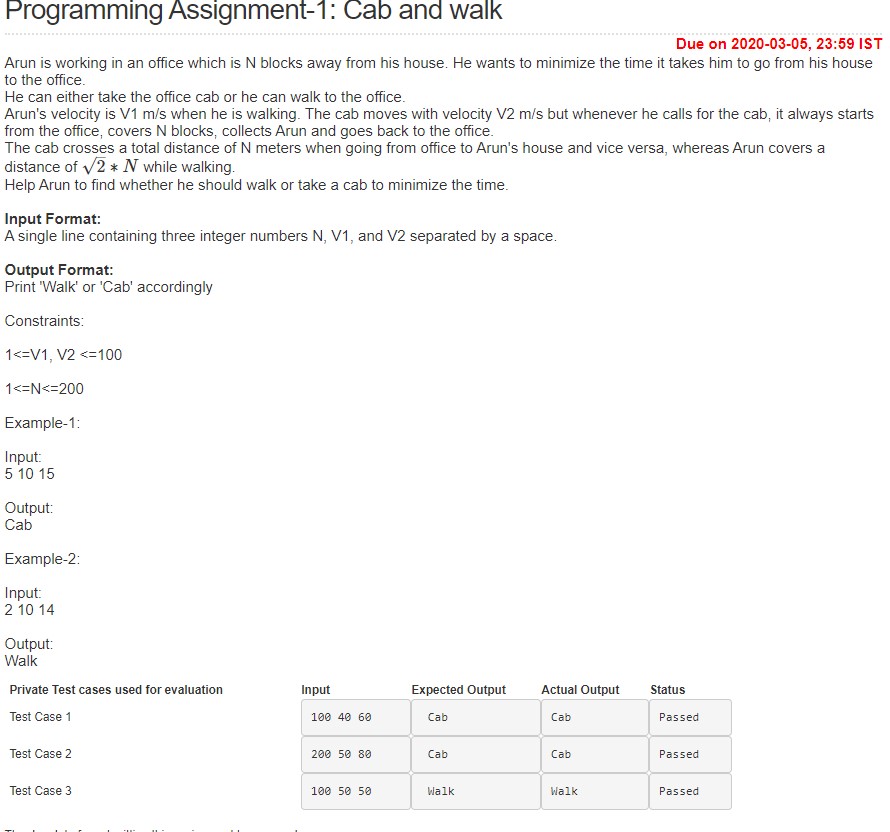 Programming Assignment-1: Cab and walk
Due on 2020-03-05, 23:59 IST
Arun is working in an office which is N blocks away from his house. He wants to minimize the time it takes him to go from his house
to the office.
He can either take the office cab or he can walk to the office.
Arun's velocity is V1 m/s when he is walking. The cab moves with velocity V2 m/s but whenever he calls for the cab, it always starts
from the office, covers N blocks, collects Arun and goes back to the office.
The cab crosses a total distance of N meters when going from office to Arun's house and vice versa, whereas Arun covers a
distance of √2 * N while walking.
Help Arun to find whether he should walk or take a cab to minimize the time.
Input Format:
A single line containing three integer numbers N, V1, and V2 separated by a space.
Output Format:
Print 'Walk' or 'Cab' accordingly
Constraints:
1<=V1, V2 <=100
1<=N<=200
Example-1:
Input:
5 10 15
Output:
Cab
Example-2:
Input:
2 10 14
Output:
Walk
Private Test cases used for evaluation Input Expected Output Actual Output Status
Test Case 1 100 40 60 Cab Cab Passed
Test Case 2 200 50 80 Cab Cab Passed
Test Case 3 100 50 50 Walk Walk Passed